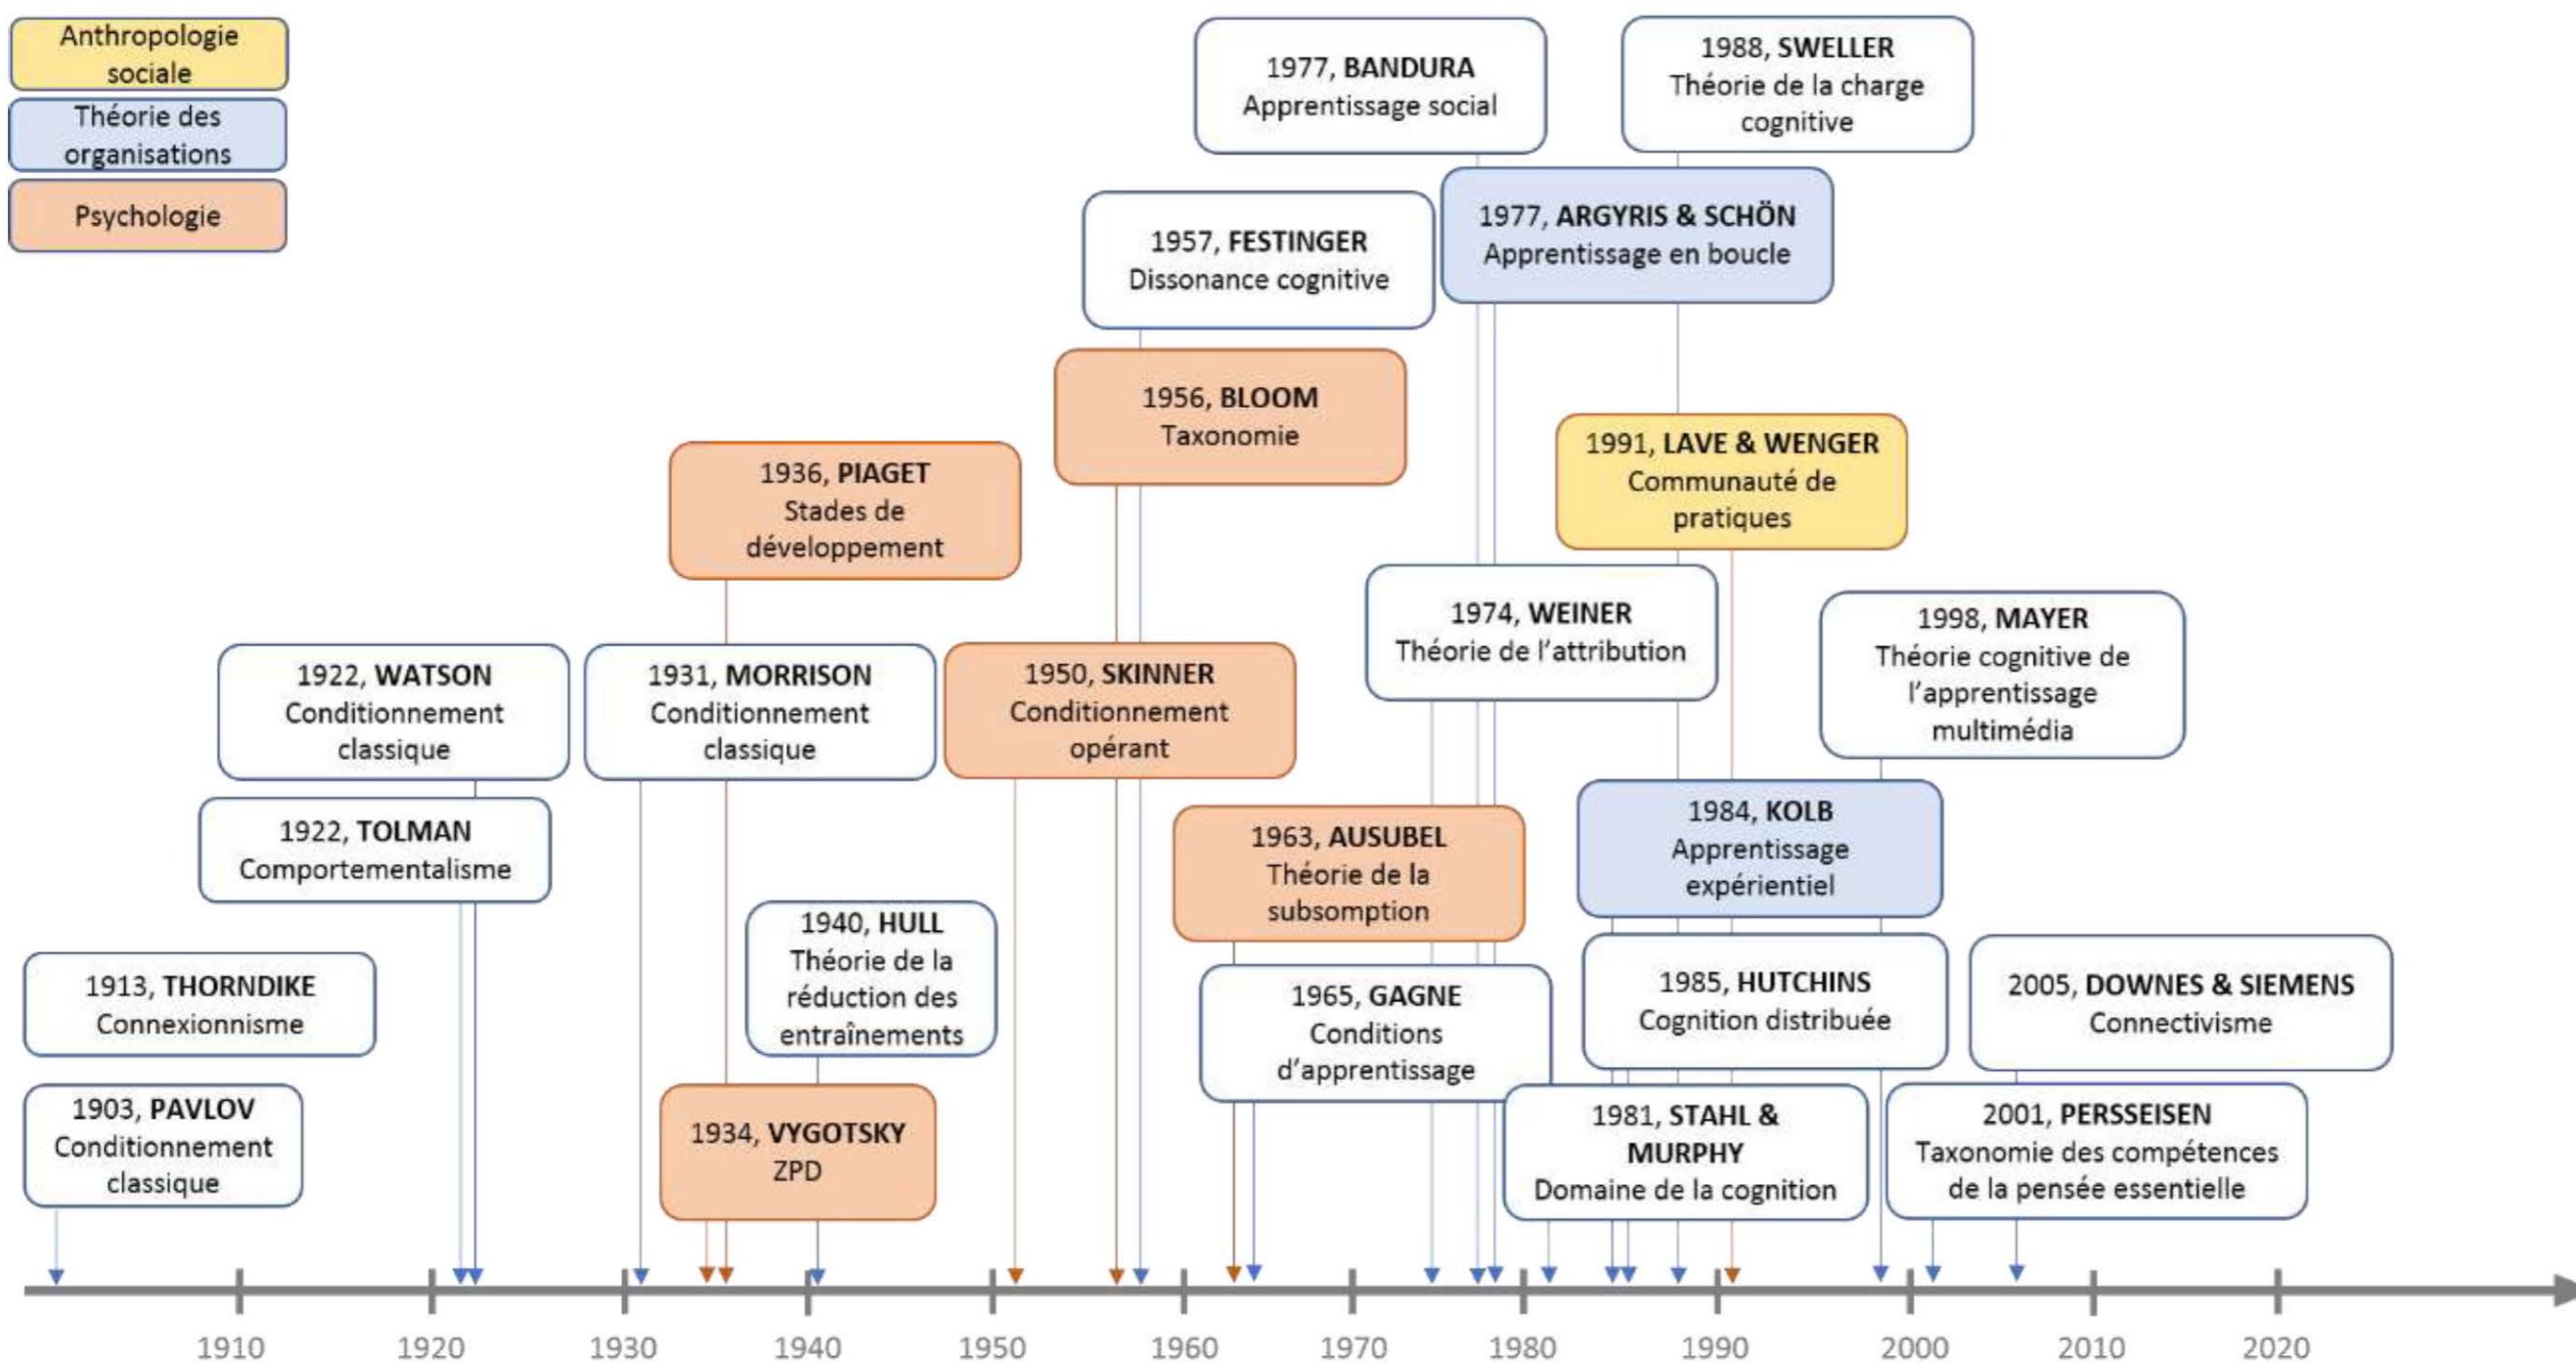 Anthropologie
sociale
Théorie des
organisations
Psychologie
1977, BANDURA
Apprentissage social
1988, SWELLER
Théorie de la charge
cognitive
1957, FESTINGER
Dissonance cognitive
1977, ARGYRIS & SCHÖN
Apprentissage en boucle
1956, BLOOM
Taxonomie
1936, PIAGET
Stades de
développement
1991, LAVE & WENGER
Communauté de
pratiques
1922, WATSON
Conditionnement
classique
1931, MORRISON
Conditionnement
classique
1950, SKINNER
Conditionnement
opérant
1974, WEINER
Théorie de l'attribution
1998, MAYER
Théorie cognitive de
l'apprentissage
multimédia
1922, TOLMAN
Comportementalisme
1963, AUSUBEL
Théorie de la
subsomption
1984, KOLB
Apprentissage
expérientiel
1913, THORNDIKE
Connexionnisme
1940, HULL
Théorie de la
réduction des
entraînements
1965, GAGNE
Conditions
d'apprentissage
1985, HUTCHINS
Cognition distribuée
2005, DOWNES & SIEMENS
Connectivisme
1903, PAVLOV
Conditionnement
classique
1934, VYGOTSKY
ZPD
1981, STAHL &
MURPHY
Domaine de la cognition
2001, PERSSEISEN
Taxonomie des compétences
de la pensée essentielle
1910 1920 1930 1940 1950 1960 1970 1980 1990 2000 2010 2020